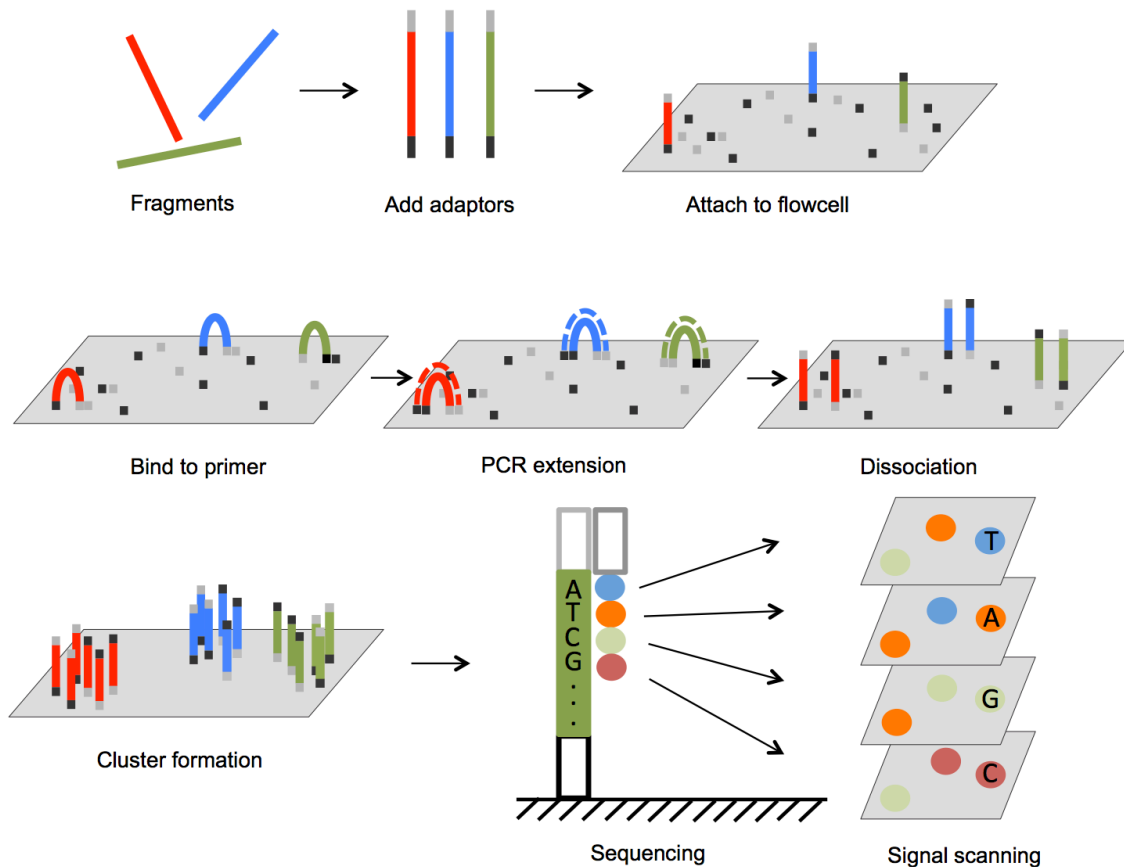 Fragments
Add adaptors
Attach to flowcell
Bind to primer
PCR extension
Dissociation
Cluster formation
A
T
C
G
.
.
.
T
A
G
C
Sequencing
Signal scanning